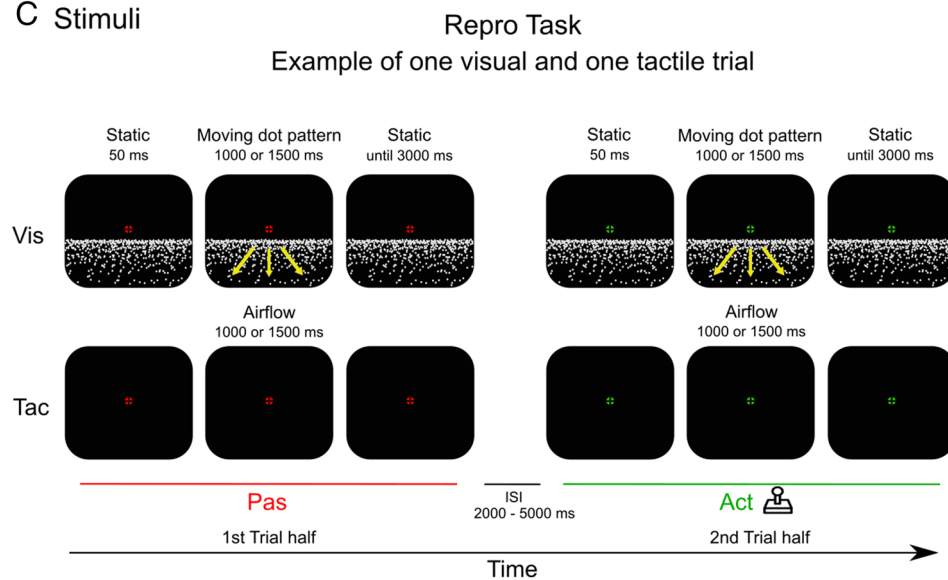 C Stimuli
Repro Task
Example of one visual and one tactile trial
Static Moving dot pattern Static Static Moving dot pattern Static
50 ms 1000 or 1500 ms until 3000 ms 50 ms 1000 or 1500 ms until 3000 ms
Vis
Airflow Airflow
1000 or 1500 ms 1000 or 1500 ms
Tac
Pas ISI Act
2000 - 5000 ms
1st Trial half 2nd Trial half
Time